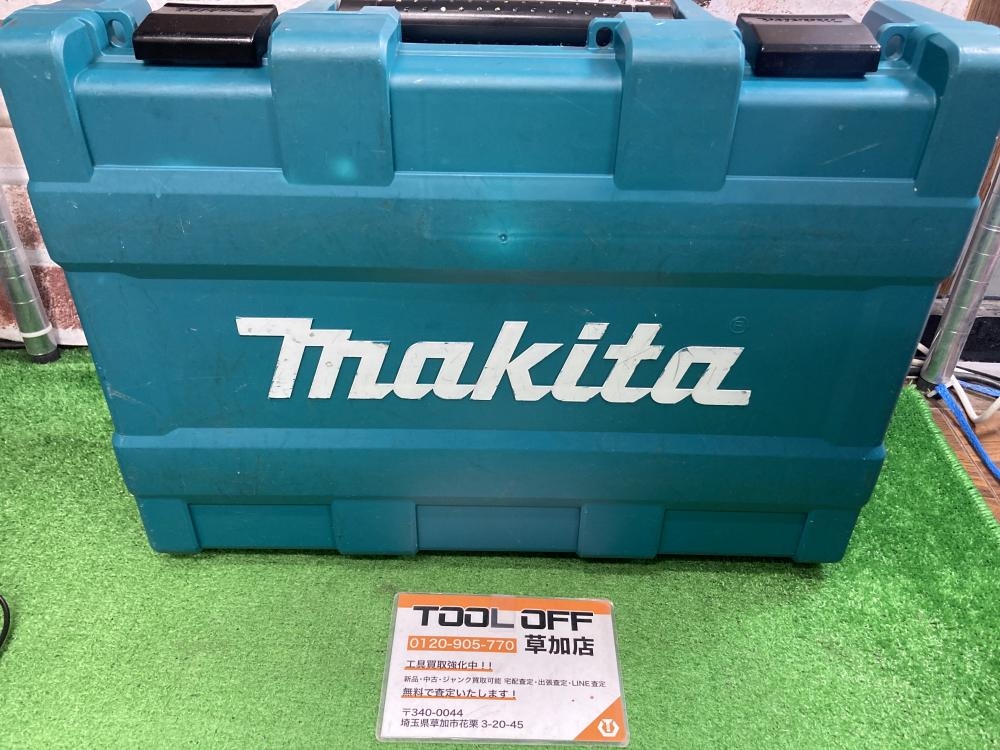 makita
makita
®
TOOL OFF
0120-905-770 草加店
工具買取強化中！！
新品・中古・ジャンク買取可能 宅配査定・出張査定・LINE査定
無料で査定いたします！
〒340-0044
埼玉県草加市花栗 3-20-45